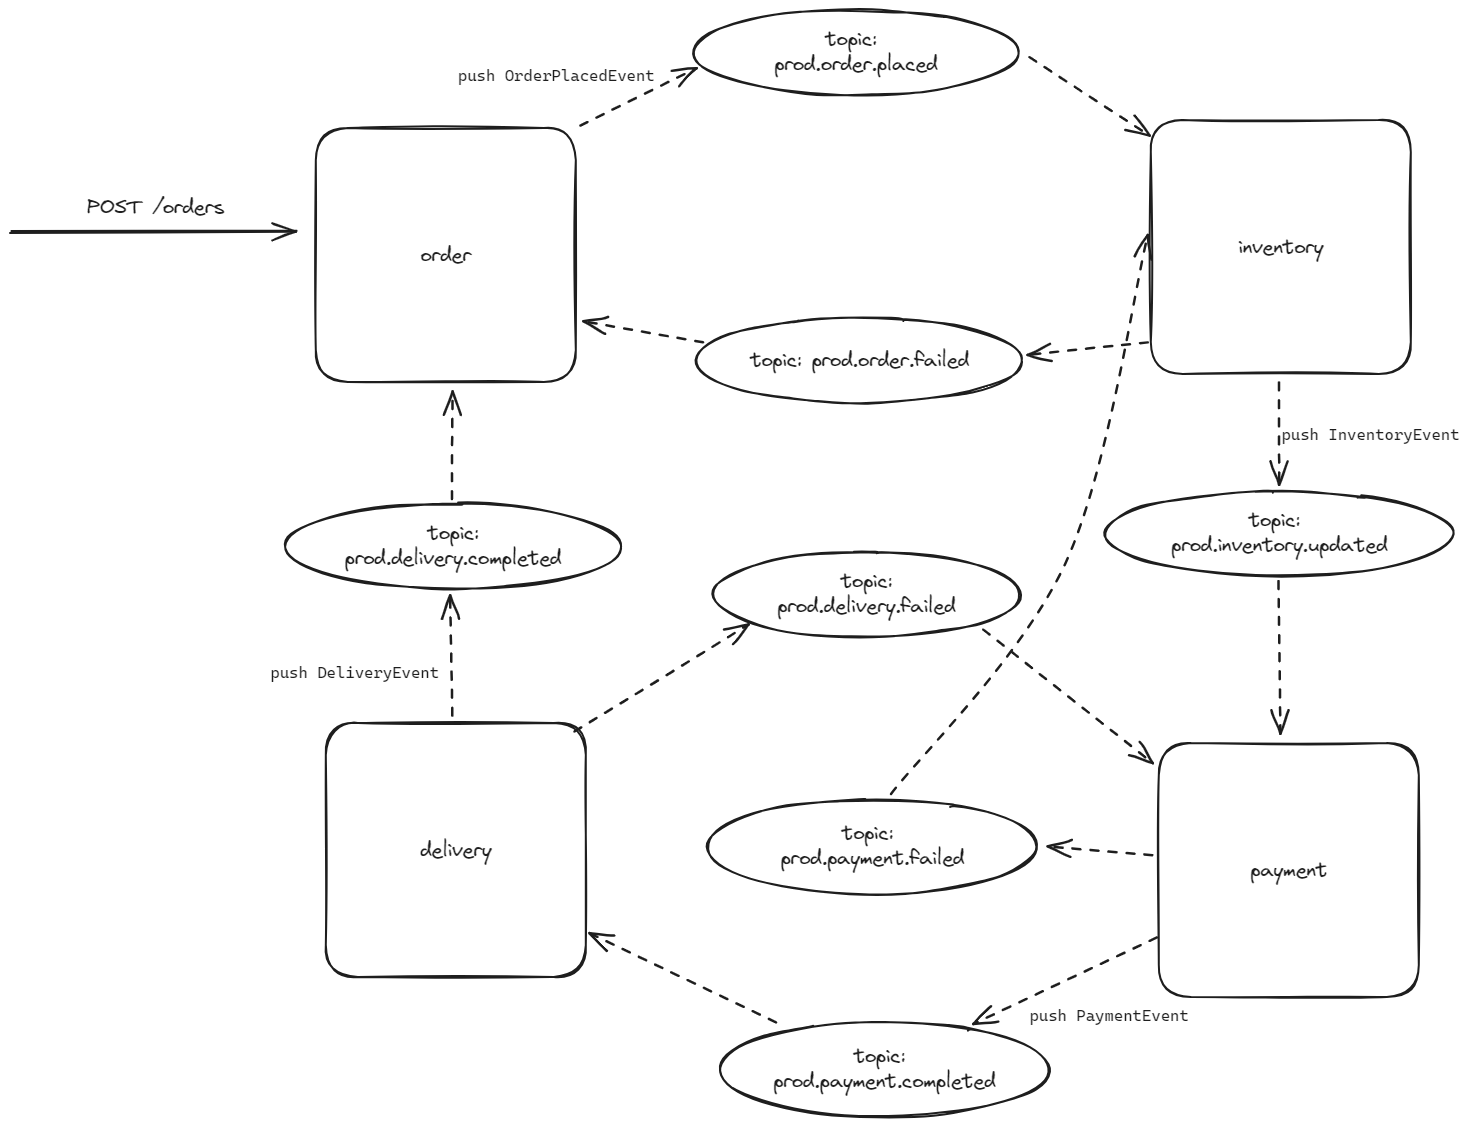 topic:
prod.order.placed
push OrderPlacedEvent
POST /orders
order
inventory
topic: prod.order.failed
push InventoryEvent
topic:
prod.inventory.updated
topic:
prod.delivery.completed
topic:
prod.delivery.failed
push DeliveryEvent
delivery
topic:
prod.payment.failed
payment
push PaymentEvent
topic:
prod.payment.completed